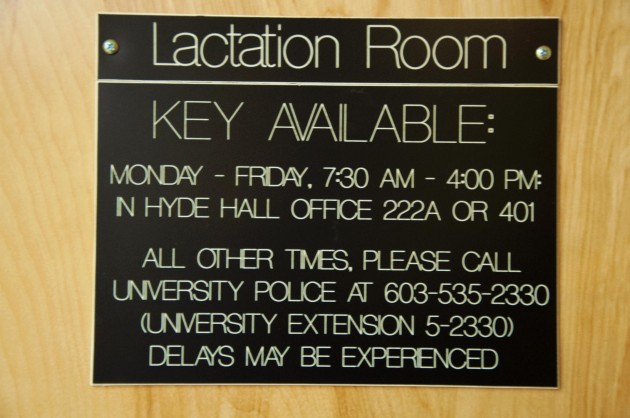 Lactation Room
KEY AVAILABLE:
MONDAY - FRIDAY, 7:30 AM - 4:00 PM:
IN HYDE HALL OFFICE 222A OR 401
ALL OTHER TIMES, PLEASE CALL
UNIVERSITY POLICE AT 603-535-2330
(UNIVERSITY EXTENSION 5-2330)
DELAYS MAY BE EXPERIENCED